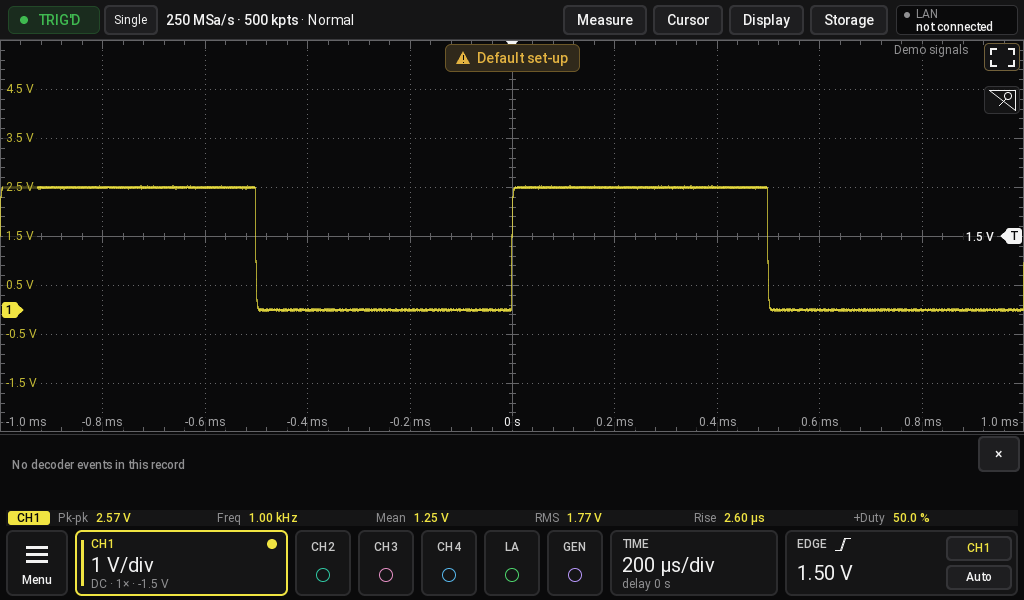 TRIG'D
Single
250 MSa/s · 500 kpts · Normal
Measure
Cursor
Display
Storage
LAN
not connected
Default set-up
Demo signals
4.5 V
3.5 V
2.5 V
1.5 V
1.5 V
T
0.5 V
1
-0.5 V
-1.5 V
-1.0 ms
-0.8 ms
-0.6 ms
-0.4 ms
-0.2 ms
0 s
0.2 ms
0.4 ms
0.6 ms
0.8 ms
1.0 ms
×
No decoder events in this record
CH1 Pk-pk 2.57 V Freq 1.00 kHz Mean 1.25 V RMS 1.77 V Rise 2.60 µs +Duty 50.0 %
Menu
CH1
1 V/div
DC · 1× · -1.5 V
CH2
CH3
CH4
LA
GEN
TIME
200 µs/div
delay 0 s
EDGE
1.50 V
CH1
Auto